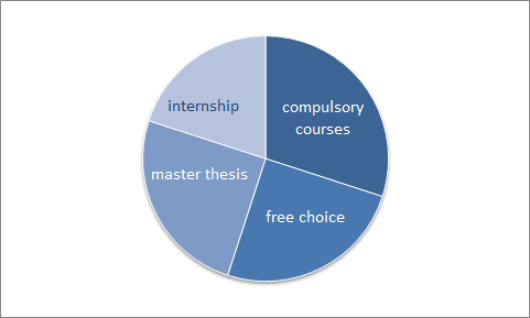 internship
compulsory
courses
master thesis
free choice